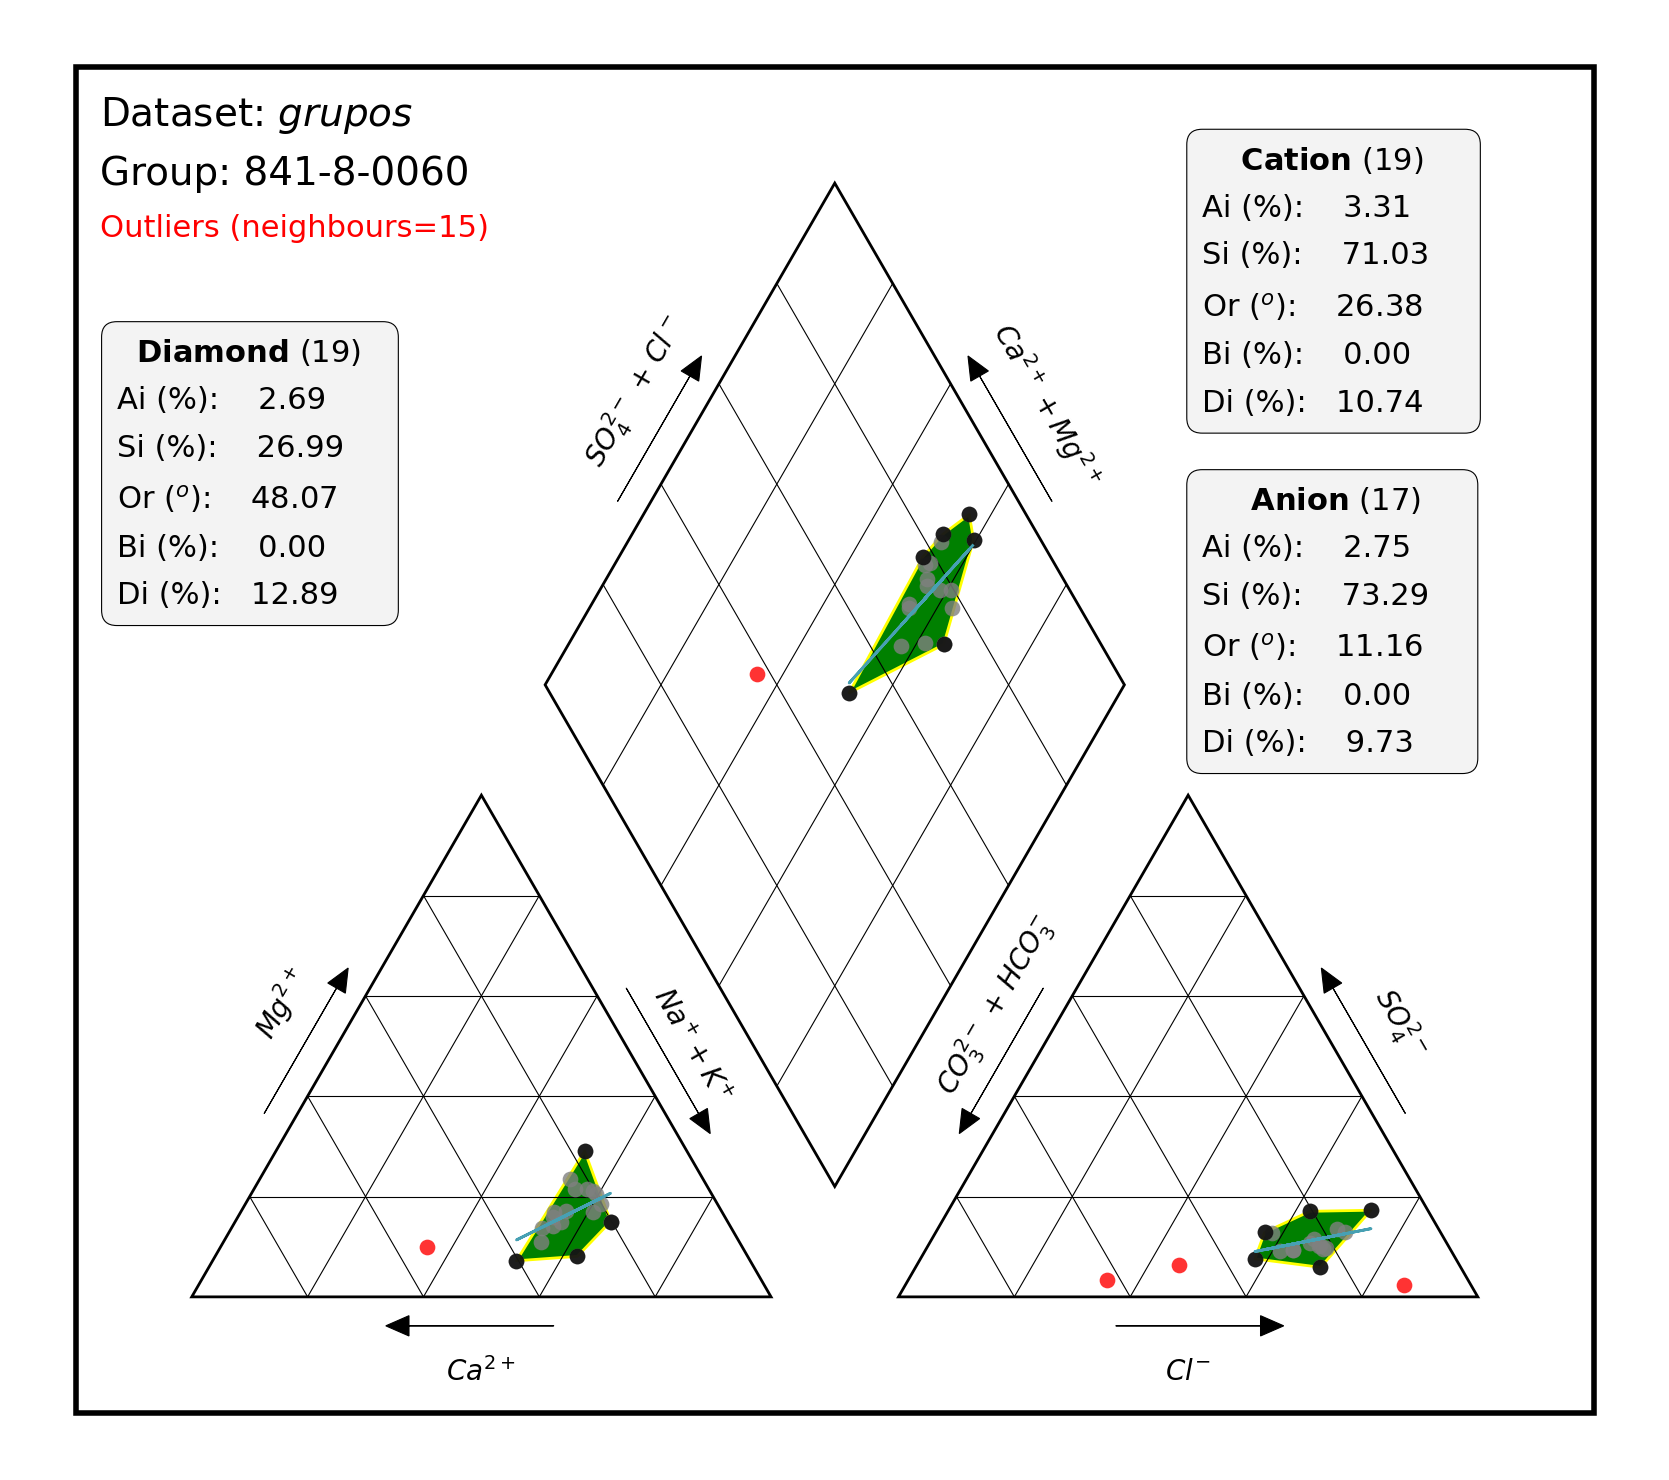 Dataset: grupos
Group: 841-8-0060
Outliers (neighbours=15)
Diamond (19)
Ai (%): 2.69
Si (%): 26.99
Or (º): 48.07
Bi (%): 0.00
Di (%): 12.89
Cation (19)
Ai (%): 3.31
Si (%): 71.03
Or (º): 26.38
Bi (%): 0.00
Di (%): 10.74
Anion (17)
Ai (%): 2.75
Si (%): 73.29
Or (º): 11.16
Bi (%): 0.00
Di (%): 9.73
SO₄²⁻ + Cl⁻
Ca²⁺ + Mg²⁺
Mg²⁺
Na⁺ + K⁺
CO₃²⁻ + HCO₃⁻
SO₄²⁻
Ca²⁺
Cl⁻